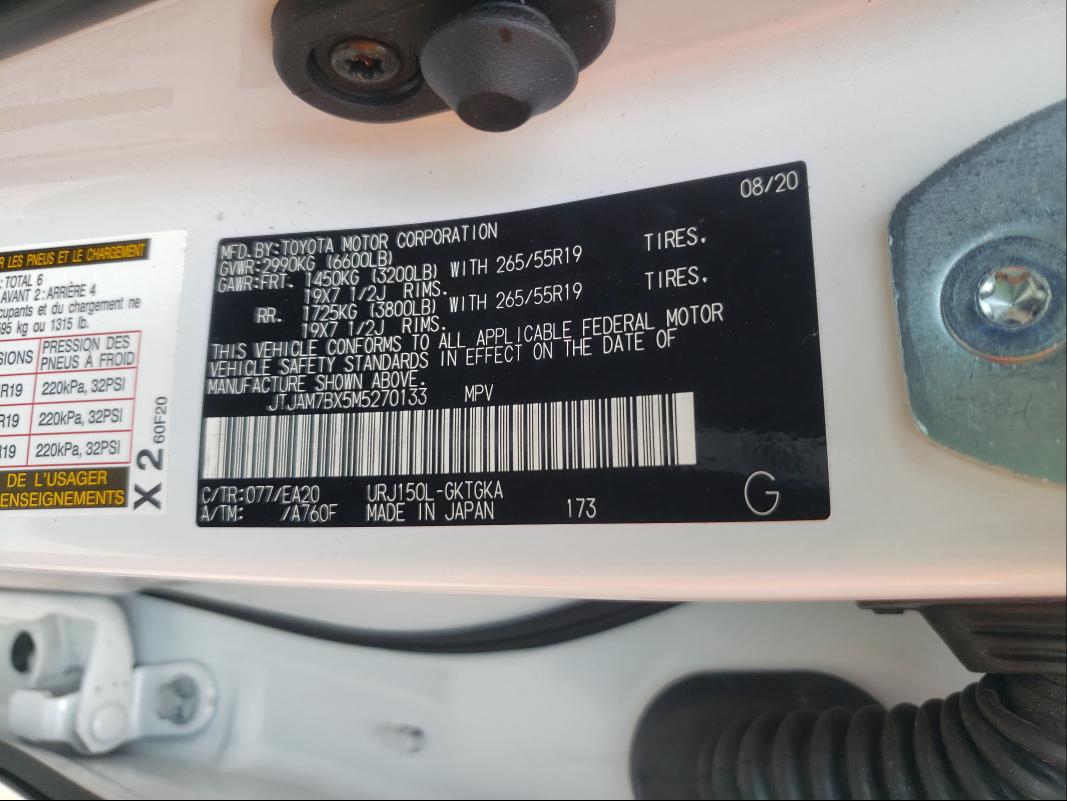 08/20
MFD.BY:TOYOTA MOTOR CORPORATION
GVWR:2990KG (6600LB)
GAWR:FRT. 1450KG (3200LB) WITH 265/55R19 TIRES.
19X7 1/2J RIMS.
RR. 1725KG (3800LB) WITH 265/55R19 TIRES.
19X7 1/2J RIMS.
THIS VEHICLE CONFORMS TO ALL APPLICABLE FEDERAL MOTOR
VEHICLE SAFETY STANDARDS IN EFFECT ON THE DATE OF
MANUFACTURE SHOWN ABOVE.
JTJAM7BX5M5270133 MPV
C/TR:077/EA20 URJ150L-GKTGKA
A/TM: /A760F MADE IN JAPAN 173
G
LES PNEUS ET LE CHARGEMENT
TOTAL 6
AVANT 2 : ARRIÈRE 4
cupants et du chargement ne
595 kg ou 1315 lb.
SIONS PRESSION DES
PNEUS À FROID
R19 220kPa, 32PSI
R19 220kPa, 32PSI
R19 220kPa, 32PSI
DE L'USAGER
ENSEIGNEMENTS
X 2
60F20